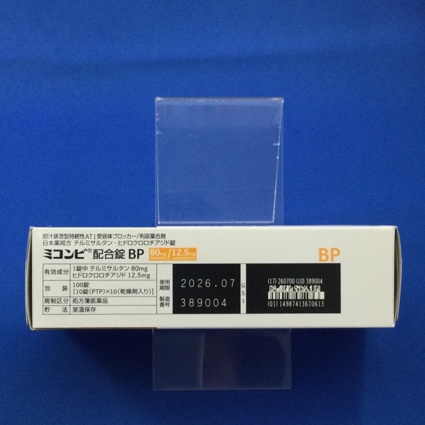 胆汁排泄型持続性AT1受容体ブロッカー/利尿薬合剤
日本薬局方 テルミサルタン・ヒドロクロロチアジド錠
ミコンビ®配合錠 BP 80mg/12.5mg
BP
有効成分 1錠中 テルミサルタン 80mg
ヒドロクロロチアジド 12.5mg
包装 100錠
[10錠(PTP)×10(乾燥剤入り)]
規制区分 処方箋医薬品
貯法 室温保存
使用期限 2026.07
製造番号 389004
GS1
(17)260700(10)389004
(01)14987413670613